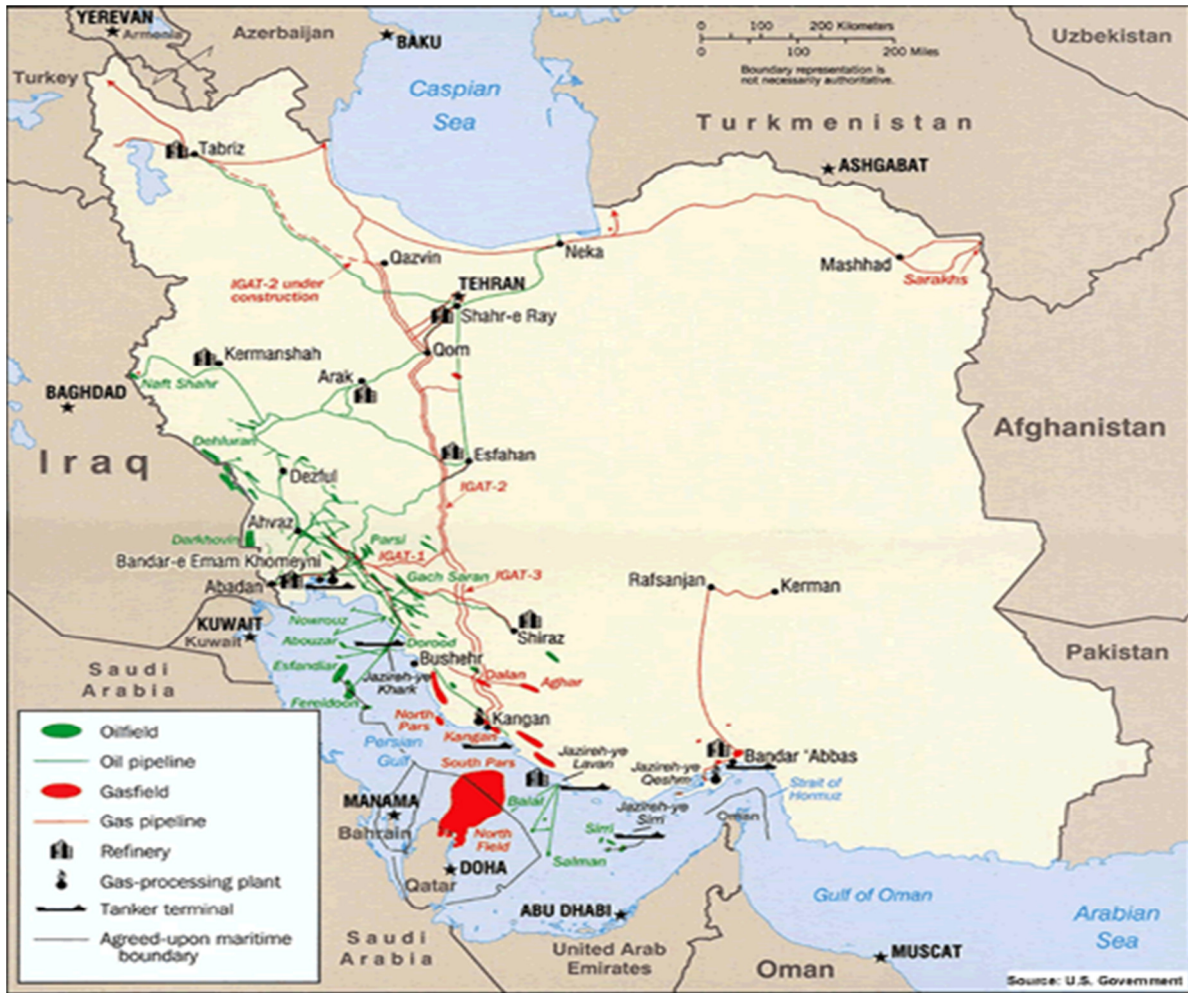 YEREVAN
Armenia
Azerbaijan
BAKU
0 100 200 Kilometers
0 100 200 Miles
Boundary representation is
not necessarily authoritative.
Uzbekistan
Turkey
Caspian
Sea
Turkmenistan
ASHGABAT
Tabriz
Neka
Mashhad
Sarakhs
Qazvin
IGAT-2 under
construction
TEHRAN
Shahr-e Ray
Qom
Kermanshah
Arak
Naft Shahr
BAGHDAD
Afghanistan
Iraq
Dehluran
Esfahan
Dezful
IGAT-2
Ahvaz
Darkhovin
Parsi
IGAT-1
Bandar-e Emam Khomeyni
Gach Saran
IGAT-3
Abadan
Rafsanjan
Kerman
KUWAIT
Kuwait
Nowrouz
Abouzar
Dorood
Shiraz
Pakistan
Saudi
Arabia
Esfandiar
Bushehr
Jazireh-ye
Khark
Dalan
Aghar
Fereidoon
North
Pars
Kangan
Kangan
Persian
Gulf
South Pars
Jazireh-ye
Lavan
Jazireh-ye
Qeshm
Bandar 'Abbas
Strait of
Hormuz
MANAMA
Bahrain
Balal
Jazireh-ye
Sirri
Oman
North
Field
Sirri
Salman
DOHA
Qatar
Gulf of Oman
Arabian
Sea
ABU DHABI
Saudi
Arabia
United Arab
Emirates
Oman
MUSCAT
Oilfield
Oil pipeline
Gasfield
Gas pipeline
Refinery
Gas-processing plant
Tanker terminal
Agreed-upon maritime
boundary
Source: U.S. Government